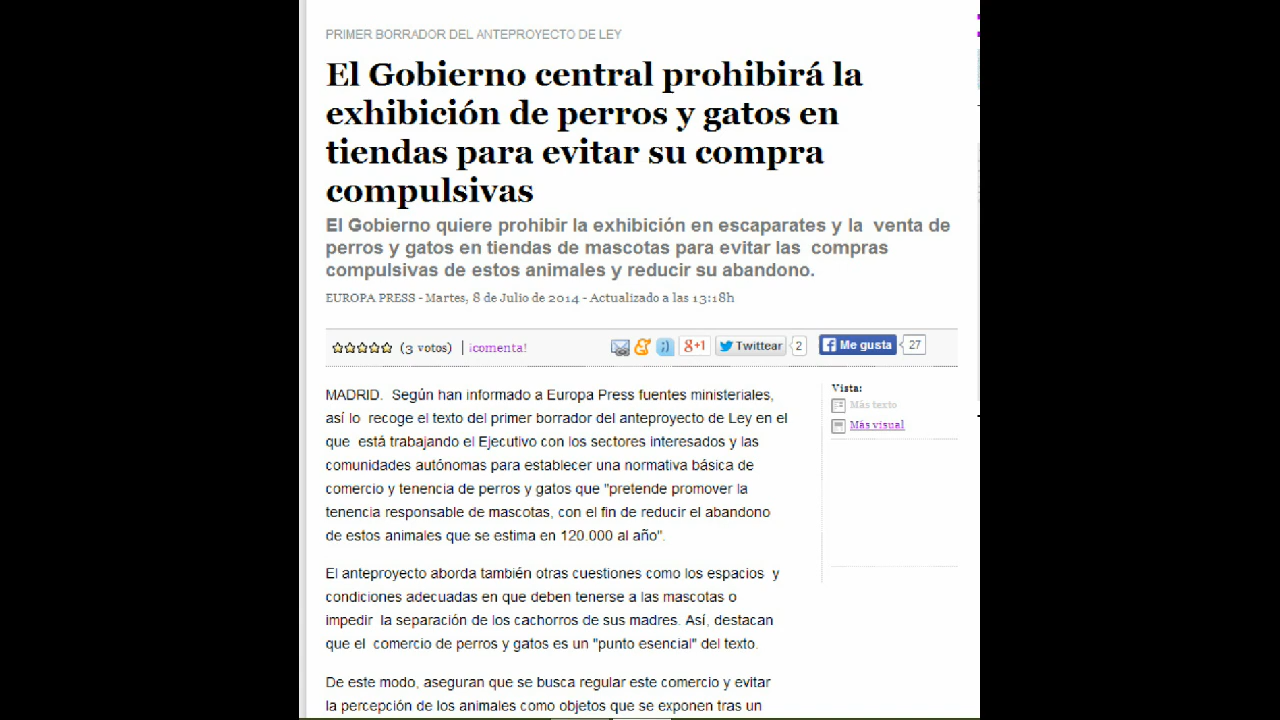 PRIMER BORRADOR DEL ANTEPROYECTO DE LEY
El Gobierno central prohibirá la
exhibición de perros y gatos en
tiendas para evitar su compra
compulsivas
El Gobierno quiere prohibir la exhibición en escaparates y la venta de
perros y gatos en tiendas de mascotas para evitar las compras
compulsivas de estos animales y reducir su abandono.
EUROPA PRESS - Martes, 8 de Julio de 2014 - Actualizado a las 13:18h
(3 votos) | ¡comenta!
g+1 Twittear 2 Me gusta 27
MADRID. Según han informado a Europa Press fuentes ministeriales,
así lo recoge el texto del primer borrador del anteproyecto de Ley en el
que está trabajando el Ejecutivo con los sectores interesados y las
comunidades autónomas para establecer una normativa básica de
comercio y tenencia de perros y gatos que "pretende promover la
tenencia responsable de mascotas, con el fin de reducir el abandono
de estos animales que se estima en 120.000 al año".
El anteproyecto aborda también otras cuestiones como los espacios y
condiciones adecuadas en que deben tenerse a las mascotas o
impedir la separación de los cachorros de sus madres. Así, destacan
que el comercio de perros y gatos es un "punto esencial" del texto.
De este modo, aseguran que se busca regular este comercio y evitar
la percepción de los animales como objetos que se exponen tras un
Vista:
Más texto
Más visual